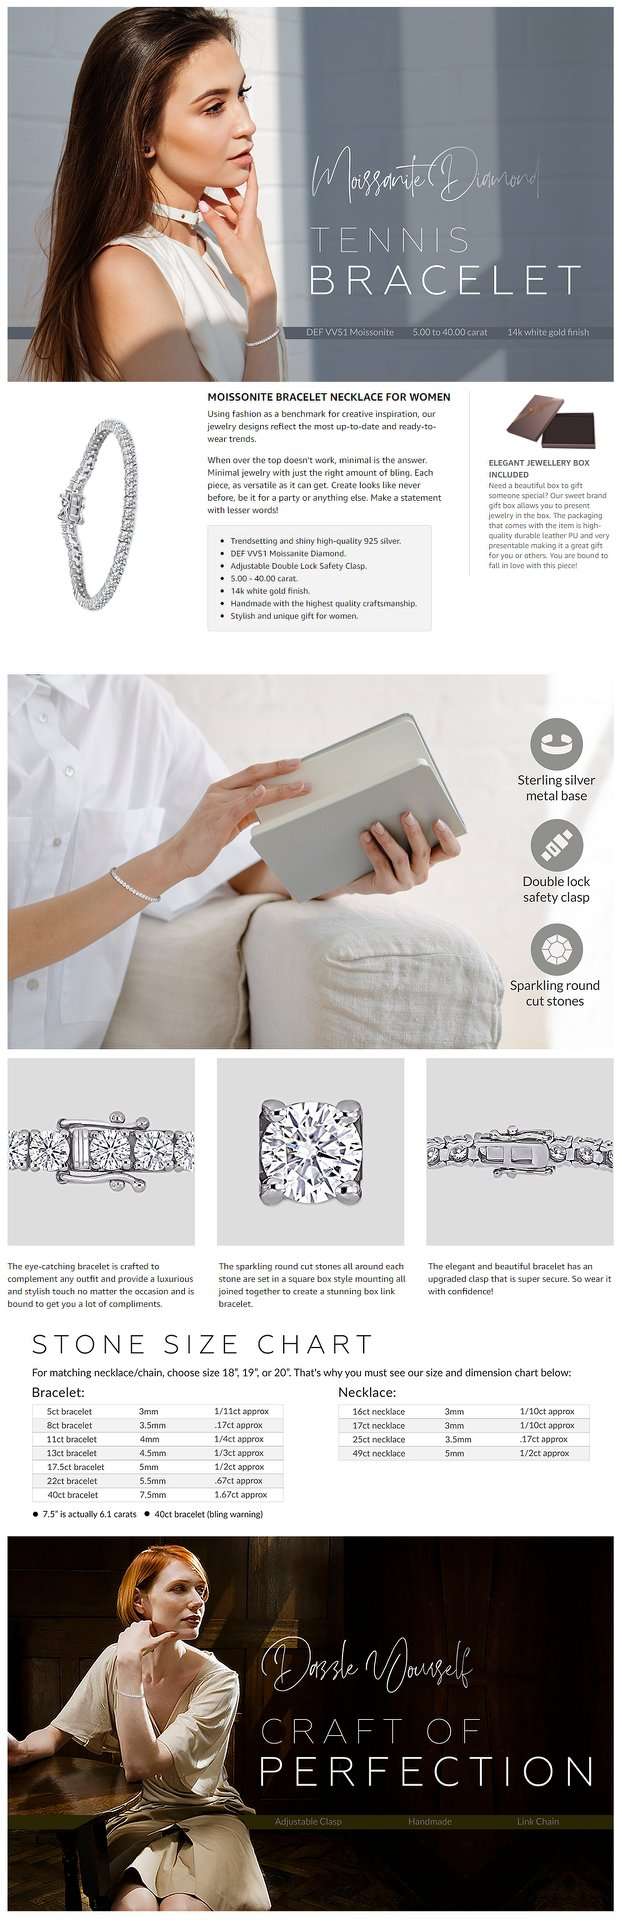 Moissanite Diamond
TENNIS
BRACELET
DEF VVS1 Moissonite 5.00 to 40.00 carat 14k white gold finish
MOISSONITE BRACELET NECKLACE FOR WOMEN
Using fashion as a benchmark for creative inspiration, our
jewelry designs reflect the most up-to-date and ready-to-
wear trends.
When over the top doesn't work, minimal is the answer.
Minimal jewelry with just the right amount of bling. Each
piece, as versatile as it can get. Create looks like never
before, be it for a party or anything else. Make a statement
with lesser words!
• Trendsetting and shiny high-quality 925 silver.
• DEF VVS1 Moissanite Diamond.
• Adjustable Double Lock Safety Clasp.
• 5.00 - 40.00 carat.
• 14k white gold finish.
• Handmade with the highest quality craftsmanship.
• Stylish and unique gift for women.
ELEGANT JEWELLERY BOX
INCLUDED
Need a beautiful box to gift
someone special? Our sweet brand
gift box allows you to present
jewelry in the box. The packaging
that comes with the item is high-
quality durable leather PU and very
presentable making it a great gift
for you or others. You are bound to
fall in love with this piece!
Sterling silver
metal base
Double lock
safety clasp
Sparkling round
cut stones
The eye-catching bracelet is crafted to
complement any outfit and provide a luxurious
and stylish touch no matter the occasion and is
bound to get you a lot of compliments.
The sparkling round cut stones all around each
stone are set in a square box style mounting all
joined together to create a stunning box link
bracelet.
The elegant and beautiful bracelet has an
upgraded clasp that is super secure. So wear it
with confidence!
STONE SIZE CHART
For matching necklace/chain, choose size 18”, 19”, or 20”. That's why you must see our size and dimension chart below:
Bracelet:
5ct bracelet 3mm 1/11ct approx
8ct bracelet 3.5mm .17ct approx
11ct bracelet 4mm 1/4ct approx
13ct bracelet 4.5mm 1/3ct approx
17.5ct bracelet 5mm 1/2ct approx
22ct bracelet 5.5mm .67ct approx
40ct bracelet 7.5mm 1.67ct approx
• 7.5” is actually 6.1 carats • 40ct bracelet (bling warning)
Necklace:
16ct necklace 3mm 1/10ct approx
17ct necklace 3mm 1/10ct approx
25ct necklace 3.5mm .17ct approx
49ct necklace 5mm 1/2ct approx
Dazzle Yourself
CRAFT OF
PERFECTION
Adjustable Clasp Handmade Link Chain